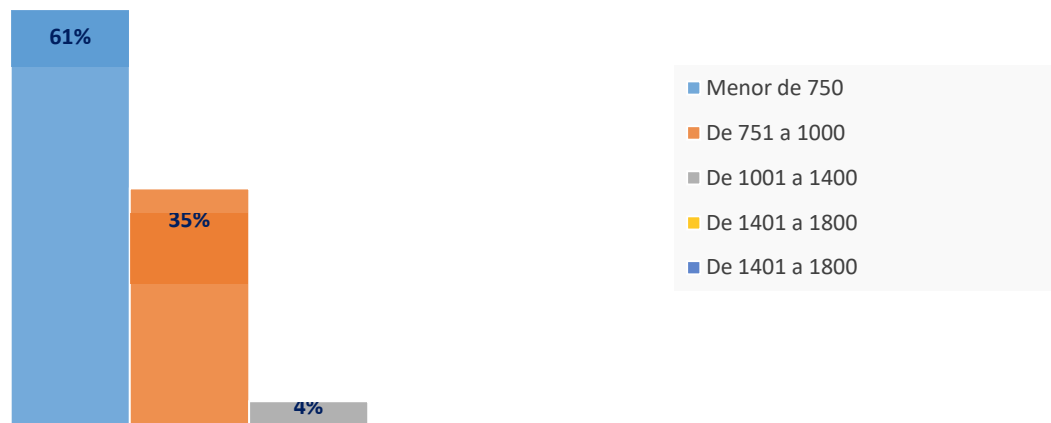 61%
35%
4%
Menor de 750
De 751 a 1000
De 1001 a 1400
De 1401 a 1800
De 1401 a 1800